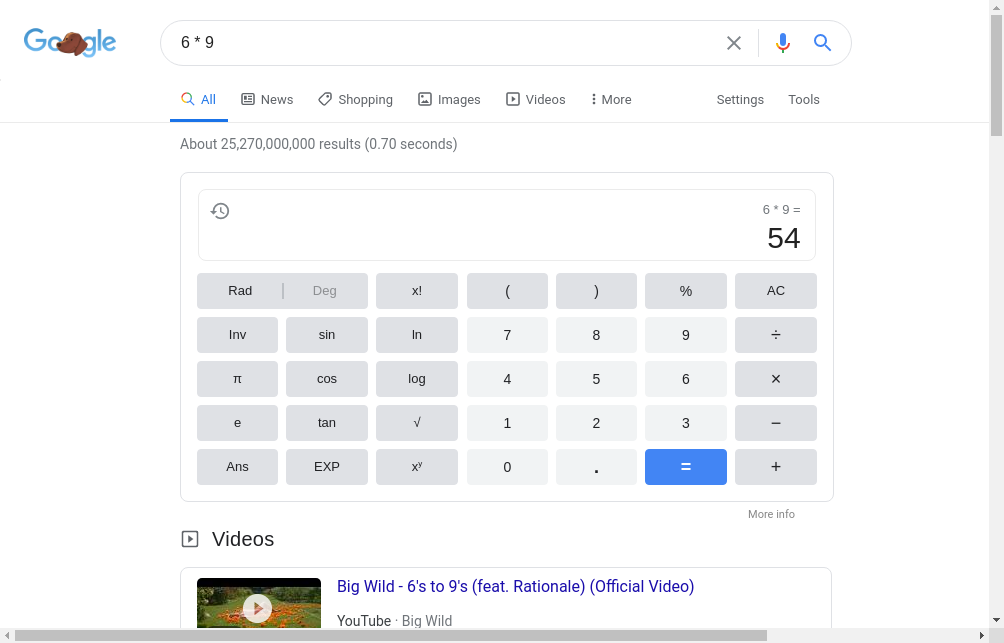 Google
6 * 9
All News Shopping Images Videos More Settings Tools
About 25,270,000,000 results (0.70 seconds)
6 * 9 =
54
Rad Deg x! ( ) % AC
Inv sin ln 7 8 9 ÷
π cos log 4 5 6 ×
e tan √ 1 2 3 −
Ans EXP xʸ 0 . = +
More info
Videos
Big Wild - 6's to 9's (feat. Rationale) (Official Video)
YouTube · Big Wild